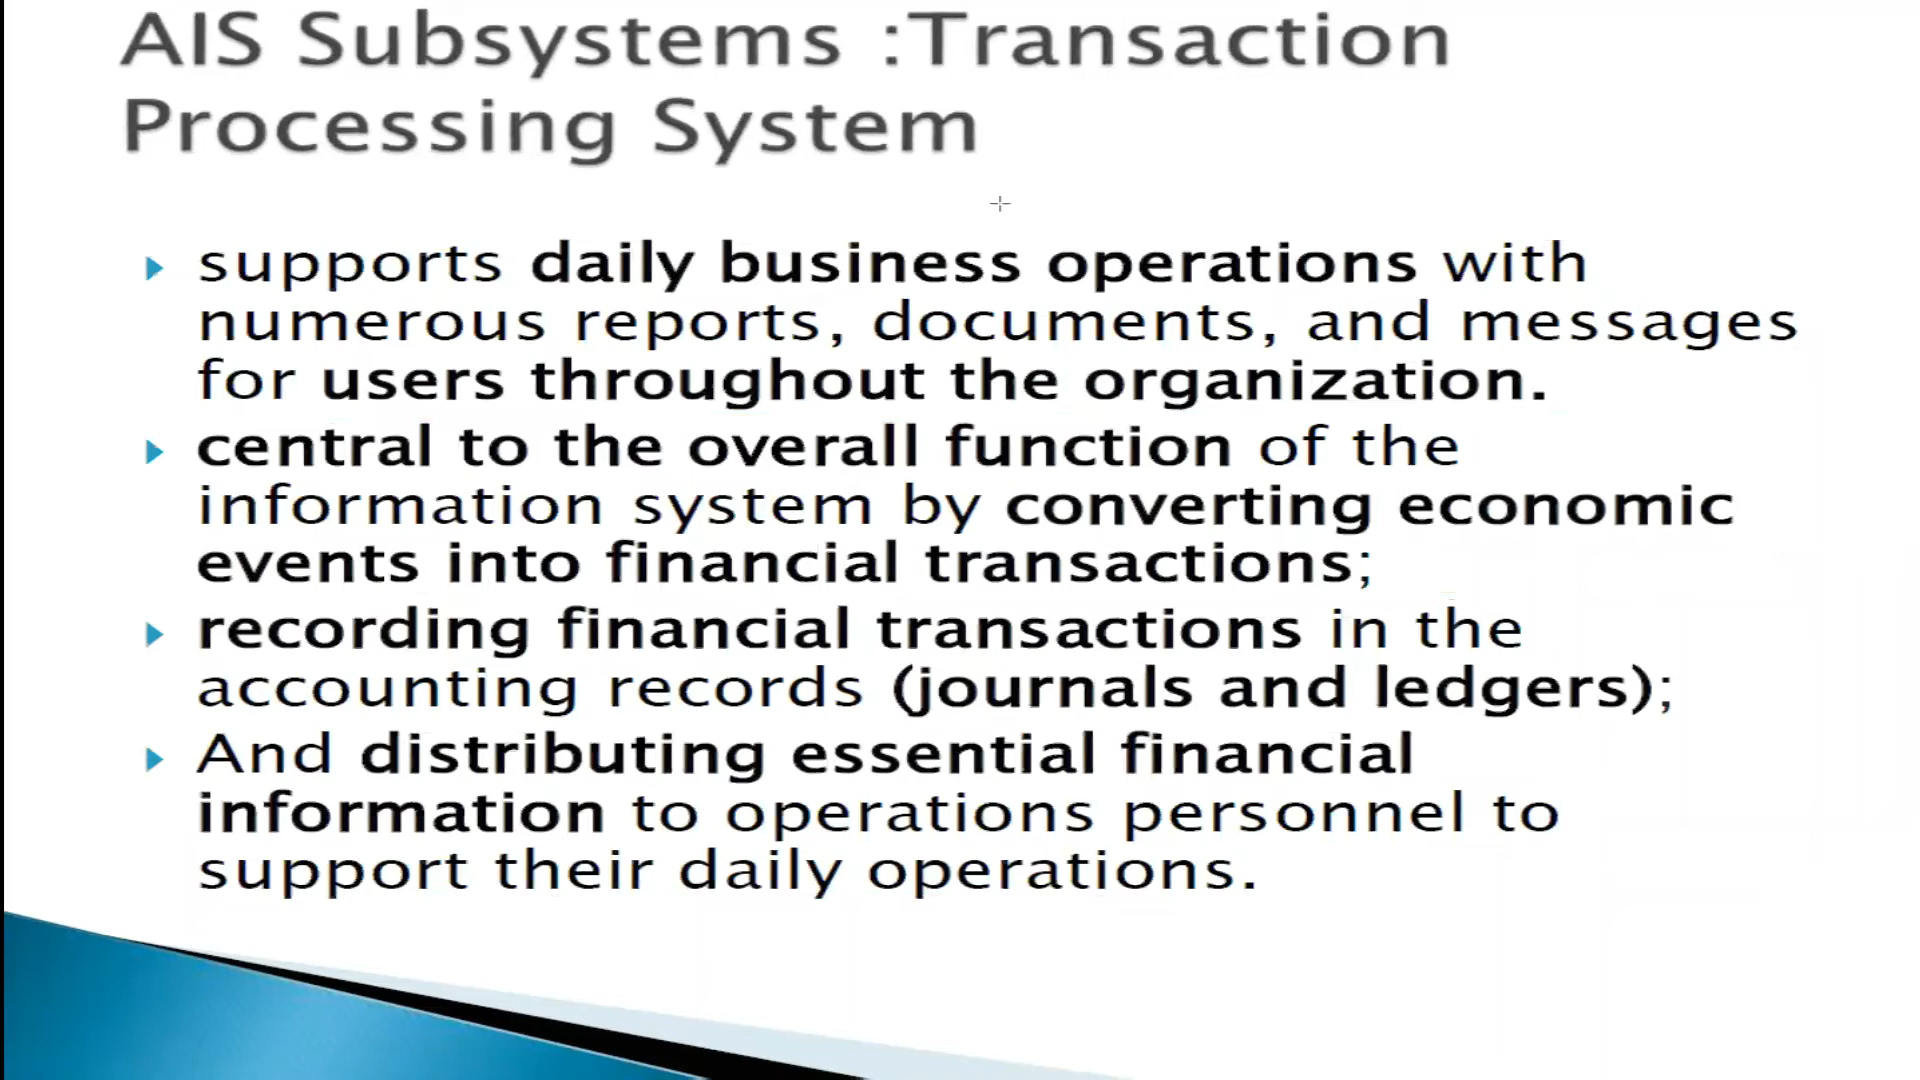 AIS Subsystems :Transaction
Processing System
supports daily business operations with
numerous reports, documents, and messages
for users throughout the organization.
central to the overall function of the
information system by converting economic
events into financial transactions;
recording financial transactions in the
accounting records (journals and ledgers);
And distributing essential financial
information to operations personnel to
support their daily operations.